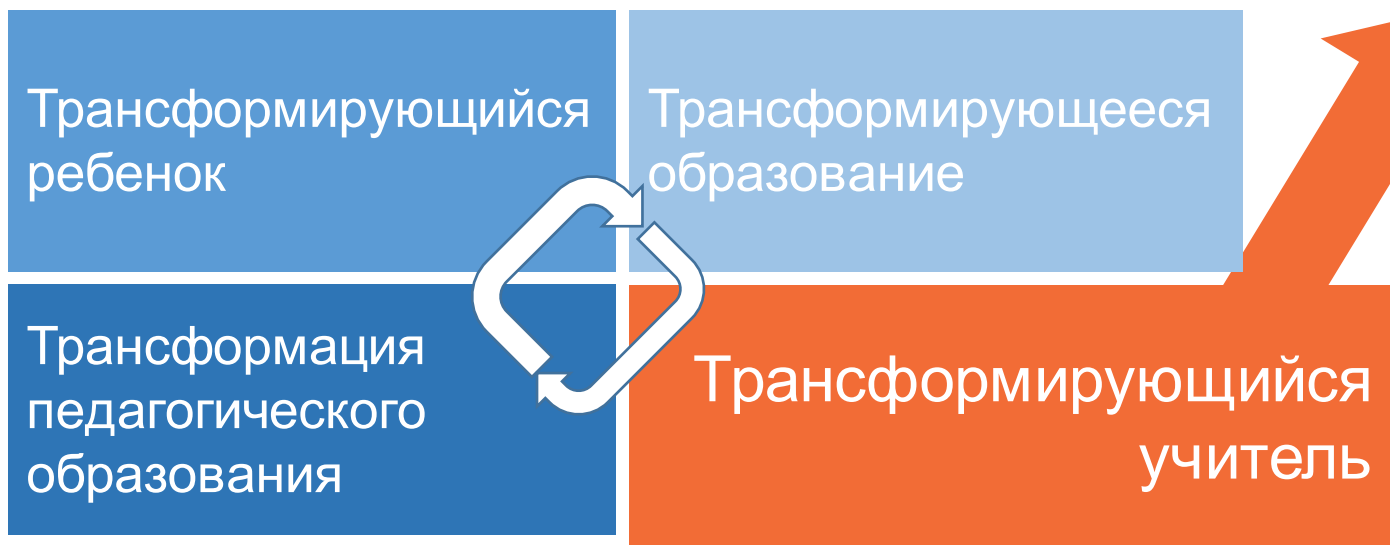 Трансформирующийся
ребенок
Трансформирующееся
образование
Трансформация
педагогического
образования
Трансформирующийся
учитель